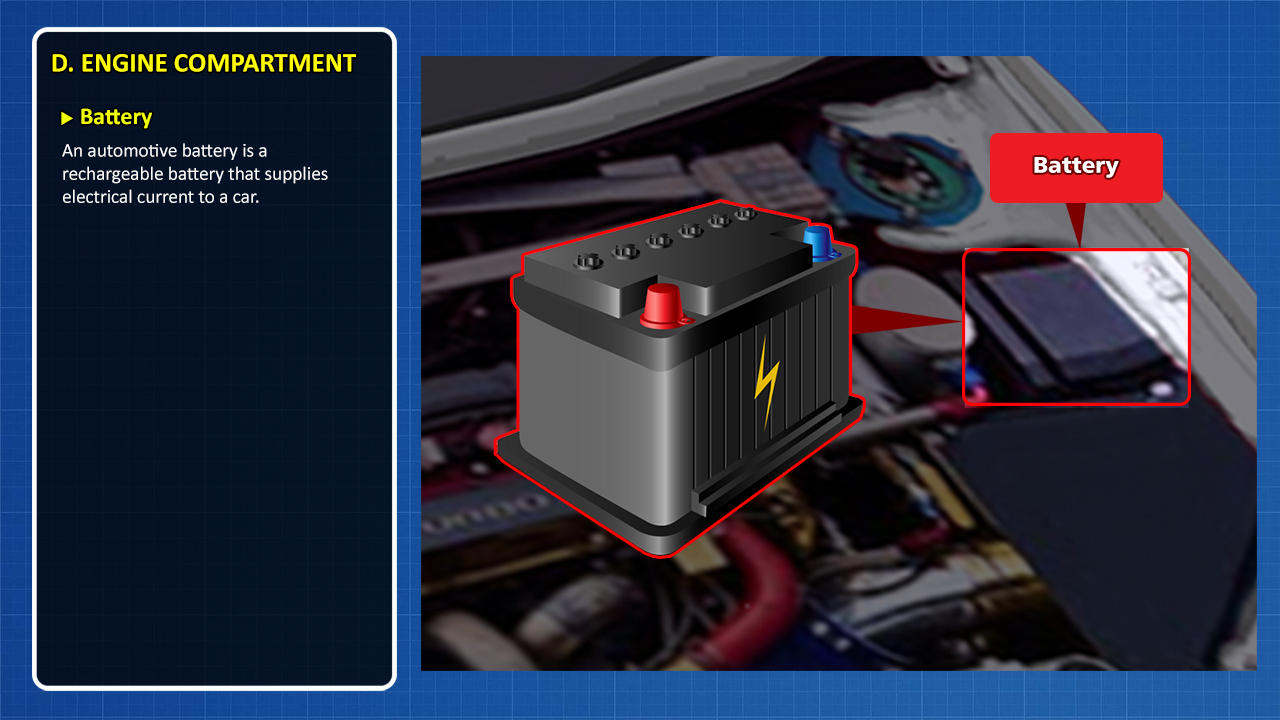 D. ENGINE COMPARTMENT
► Battery
An automotive battery is a
rechargeable battery that supplies
electrical current to a car.
Battery